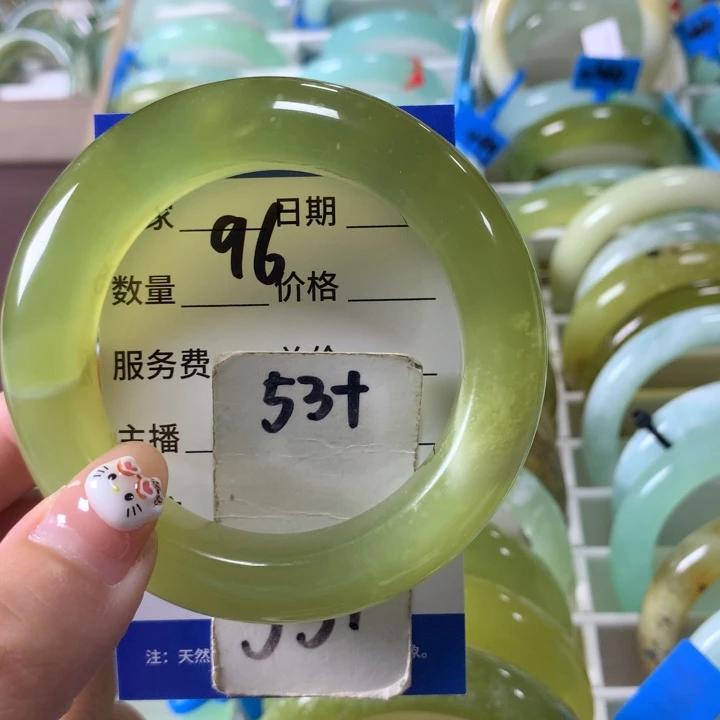 家 96 日期
数量 价格
服务费
53+
主播
注：天然